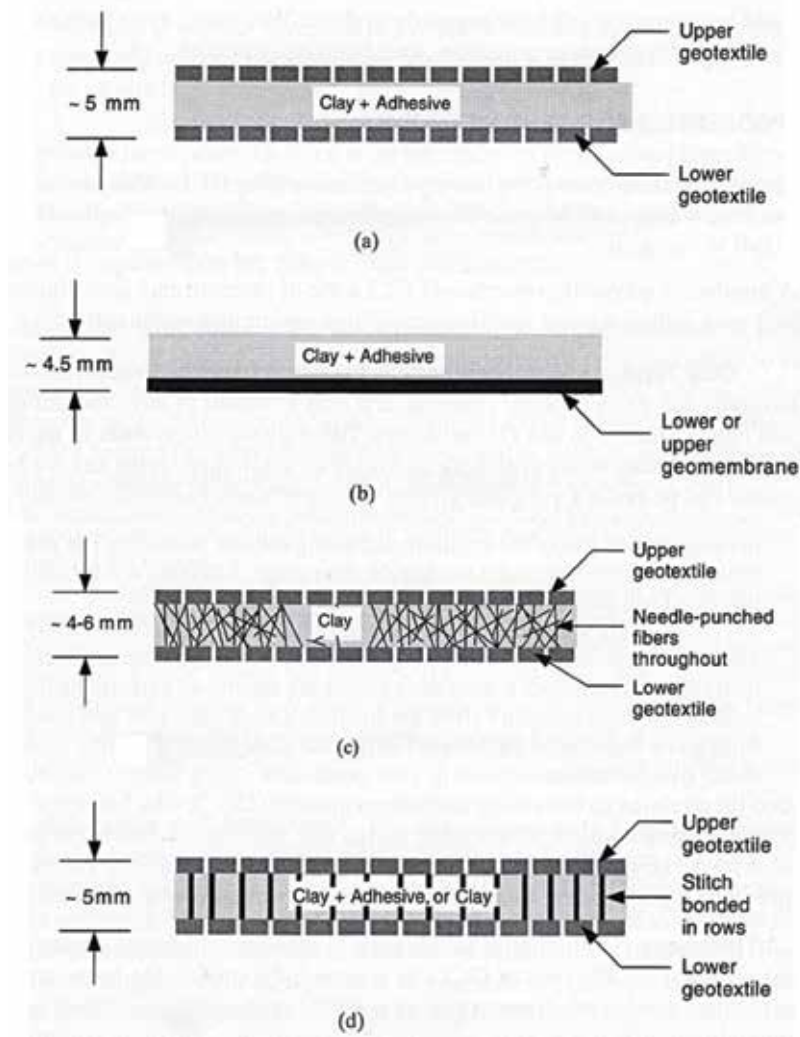 Upper
geotextile
~ 5 mm
Clay + Adhesive
Lower
geotextile
(a)
~ 4.5 mm
Clay + Adhesive
Lower or
upper
geomembrane
(b)
Upper
geotextile
~ 4-6 mm
Clay
Needle-punched
fibers
throughout
Lower
geotextile
(c)
Upper
geotextile
~ 5mm
Clay + Adhesive, or Clay
Stitch
bonded
in rows
Lower
geotextile
(d)